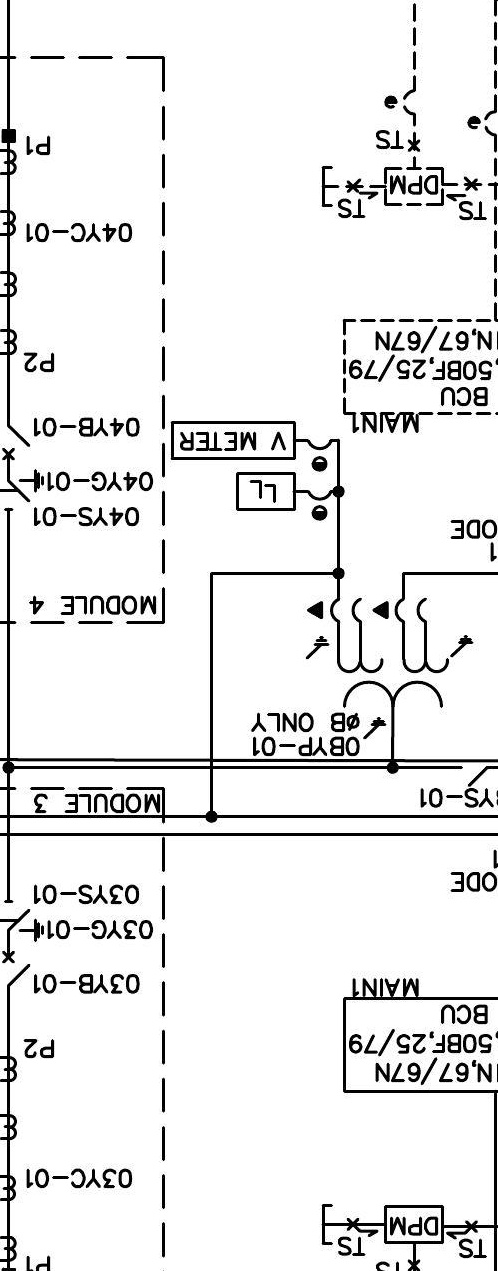 TS
TS
DPM
TS
P1
03YC-01
N,67/67N
,50BF,25/79
BCU
MAIN1
P2
03YB-01
03YG-01
03YS-01
ODE
1
MODULE 3
YS-01
0BYP-01
ØB ONLY
MODULE 4
1
ODE
04YS-01
04YG-01
04YB-01
LL
V METER
MAIN1
BCU
,50BF,25/79
N,67/67N
P2
04YC-01
TS
DPM
TS
TS
P1
e
e